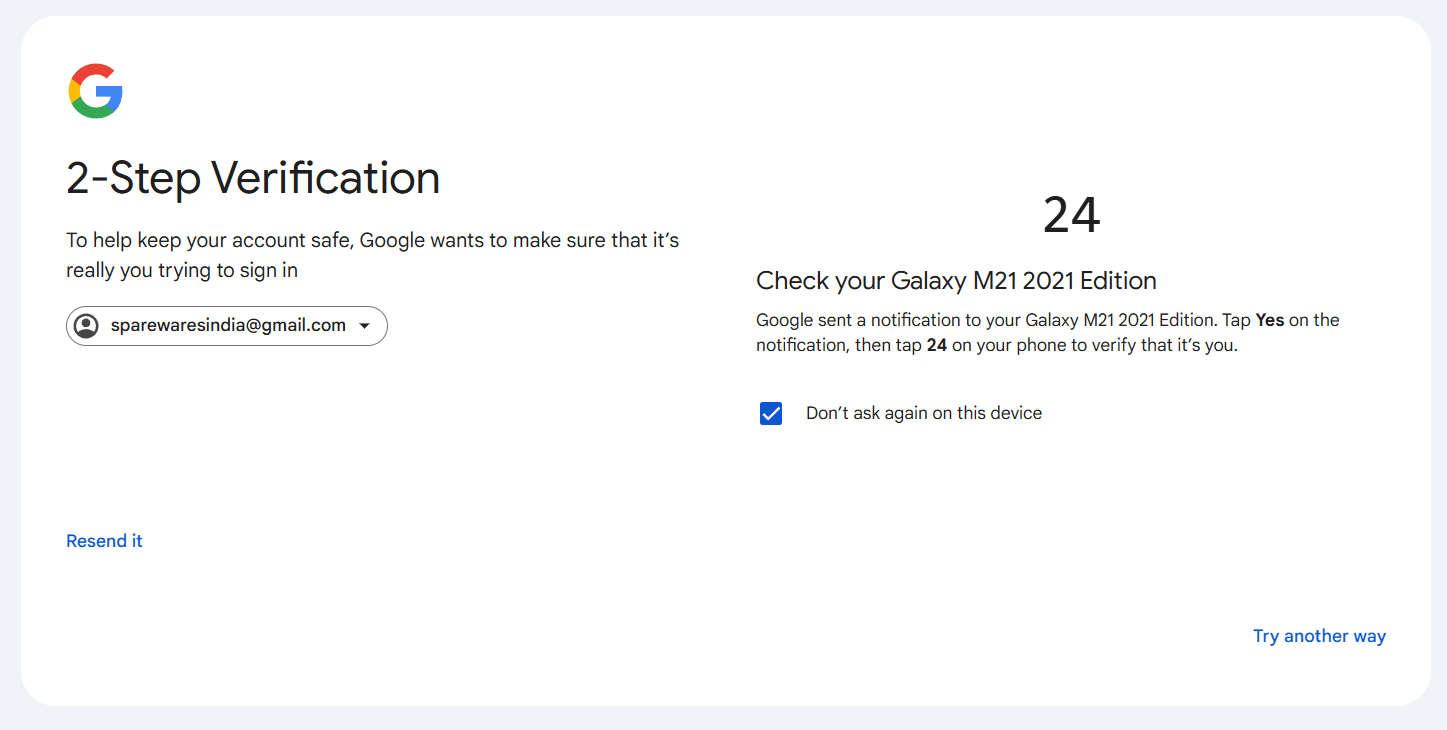 2-Step Verification
To help keep your account safe, Google wants to make sure that it’s
really you trying to sign in
sparewaresindia@gmail.com
Resend it
24
Check your Galaxy M21 2021 Edition
Google sent a notification to your Galaxy M21 2021 Edition. Tap Yes on the
notification, then tap 24 on your phone to verify that it’s you.
Don’t ask again on this device
Try another way